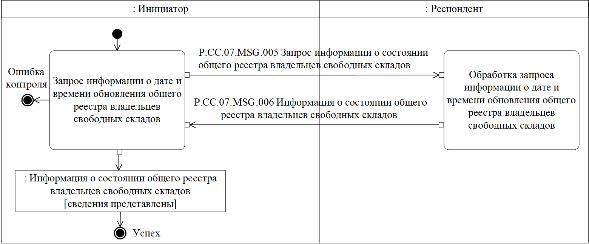 : Инициатор
: Респондент
P.CC.07.MSG.005 Запрос информации о состоянии
общего реестра владельцев свободных складов
Ошибка
контроля
Запрос информации о дате и
времени обновления общего
реестра владельцев
свободных складов
Обработка запроса
информации о дате и
времени обновления общего
реестра владельцев
свободных складов
P.CC.07.MSG.006 Информация о состоянии общего
реестра владельцев свободных складов
: Информация о состоянии общего реестра
владельцев свободных складов
[сведения представлены]
Успех